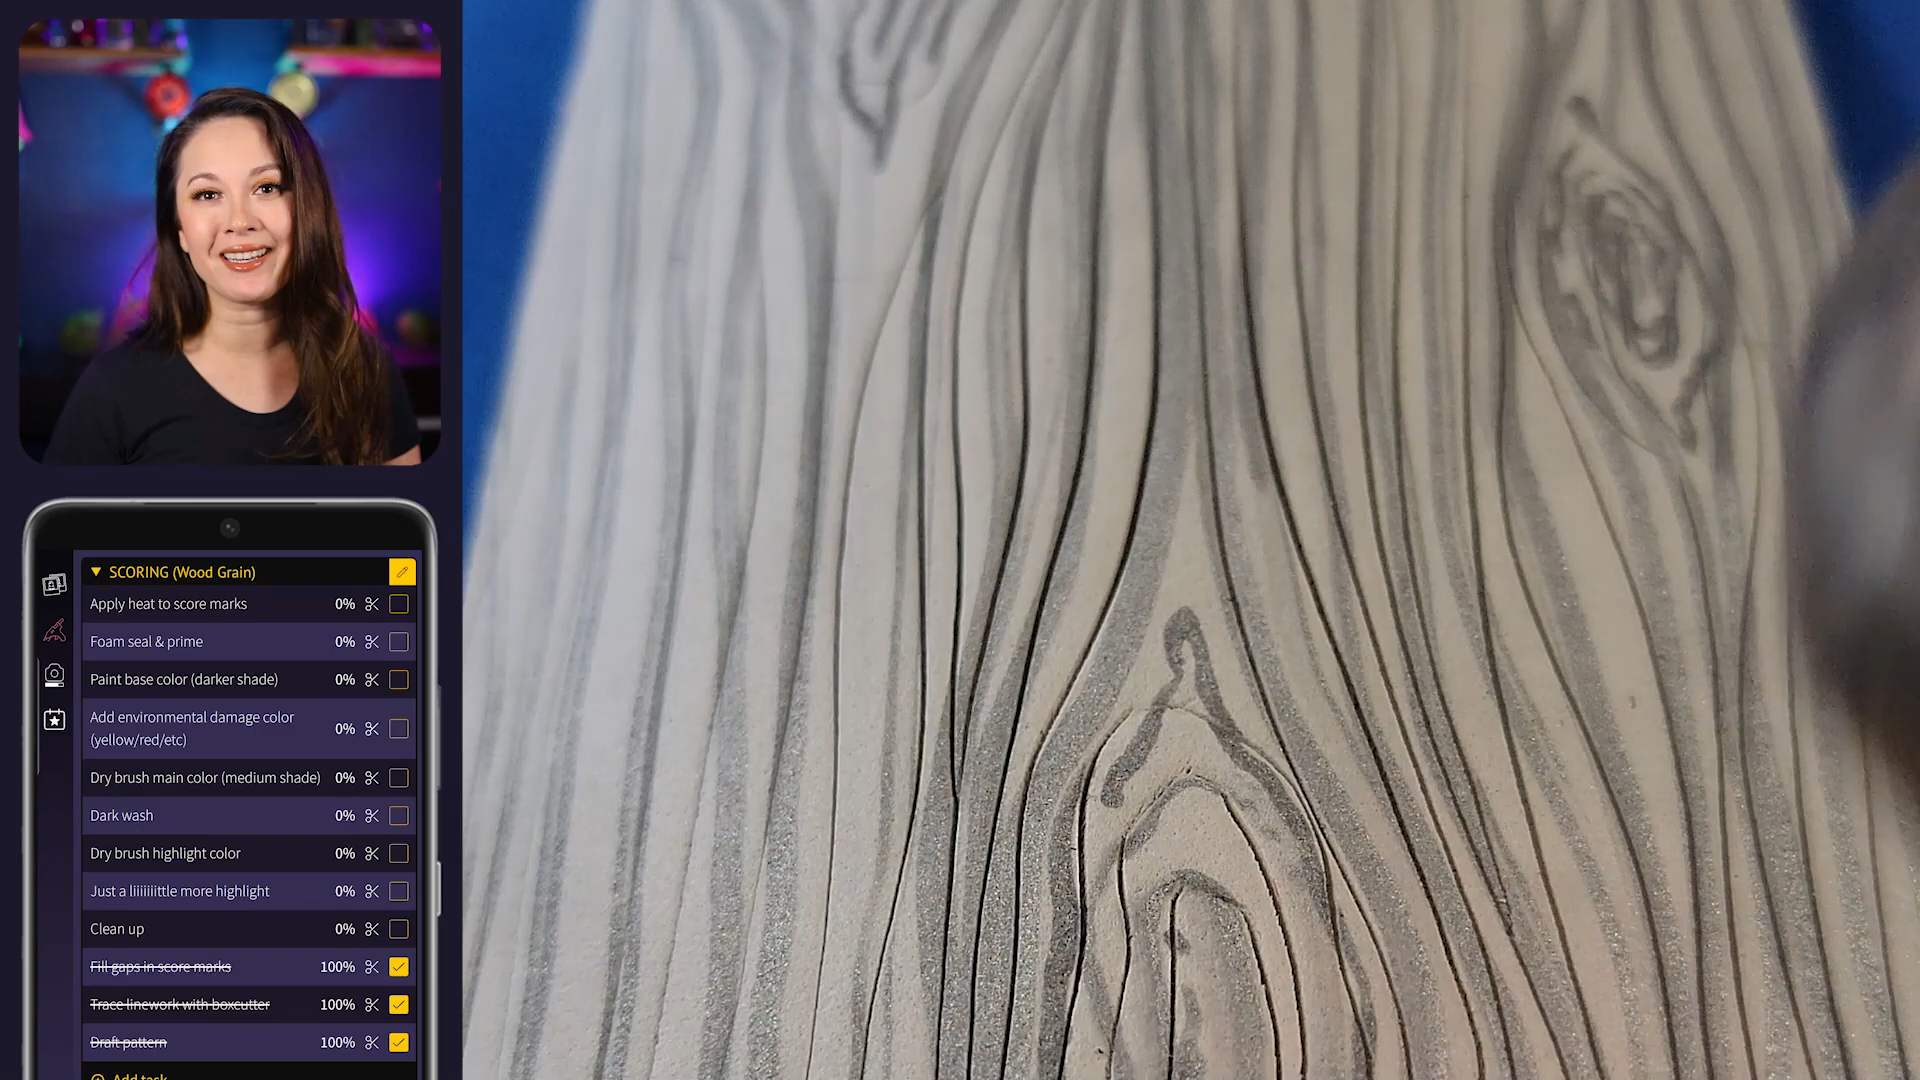 ▼ SCORING (Wood Grain)
Apply heat to score marks 0%
Foam seal & prime 0%
Paint base color (darker shade) 0%
Add environmental damage color
(yellow/red/etc) 0%
Dry brush main color (medium shade) 0%
Dark wash 0%
Dry brush highlight color 0%
Just a liiiiiiittle more highlight 0%
Clean up 0%
Fill gaps in score marks 100%
Trace linework with boxcutter 100%
Draft pattern 100%
Add task